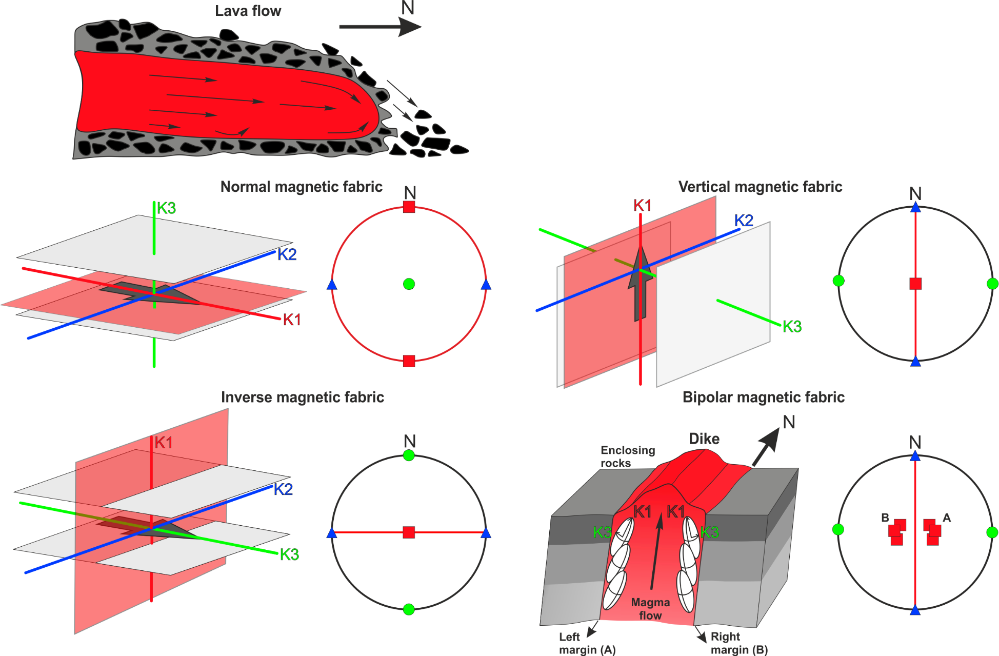 Lava flow
N
Normal magnetic fabric
K3
K2
K1
N
Vertical magnetic fabric
K1
K2
K3
N
Inverse magnetic fabric
K1
K2
K3
N
Bipolar magnetic fabric
N
Dike
Enclosing
rocks
K1 K1
K3 K3
Magma
flow
Left
margin (A)
Right
margin (B)
N
B A